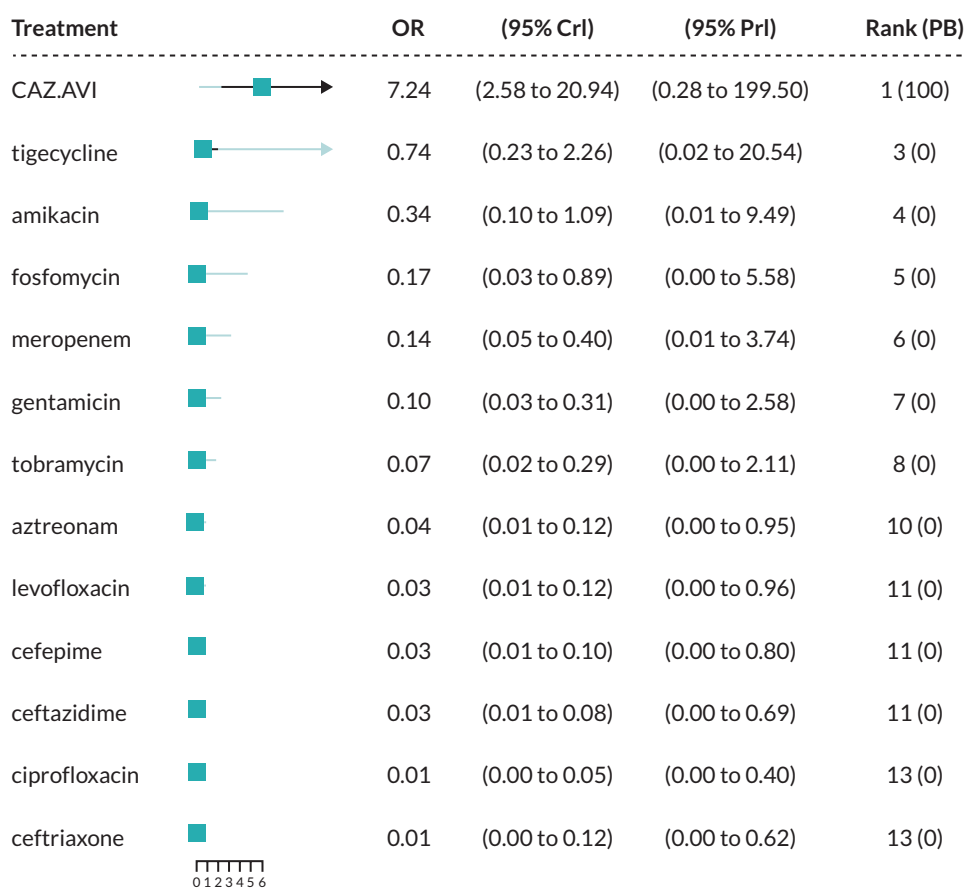 Treatment OR (95% CrI) (95% PrI) Rank (PB)
CAZ.AVI 7.24 (2.58 to 20.94) (0.28 to 199.50) 1 (100)
tigecycline 0.74 (0.23 to 2.26) (0.02 to 20.54) 3 (0)
amikacin 0.34 (0.10 to 1.09) (0.01 to 9.49) 4 (0)
fosfomycin 0.17 (0.03 to 0.89) (0.00 to 5.58) 5 (0)
meropenem 0.14 (0.05 to 0.40) (0.01 to 3.74) 6 (0)
gentamicin 0.10 (0.03 to 0.31) (0.00 to 2.58) 7 (0)
tobramycin 0.07 (0.02 to 0.29) (0.00 to 2.11) 8 (0)
aztreonam 0.04 (0.01 to 0.12) (0.00 to 0.95) 10 (0)
levofloxacin 0.03 (0.01 to 0.12) (0.00 to 0.96) 11 (0)
cefepime 0.03 (0.01 to 0.10) (0.00 to 0.80) 11 (0)
ceftazidime 0.03 (0.01 to 0.08) (0.00 to 0.69) 11 (0)
ciprofloxacin 0.01 (0.00 to 0.05) (0.00 to 0.40) 13 (0)
ceftriaxone 0.01 (0.00 to 0.12) (0.00 to 0.62) 13 (0)
0 1 2 3 4 5 6